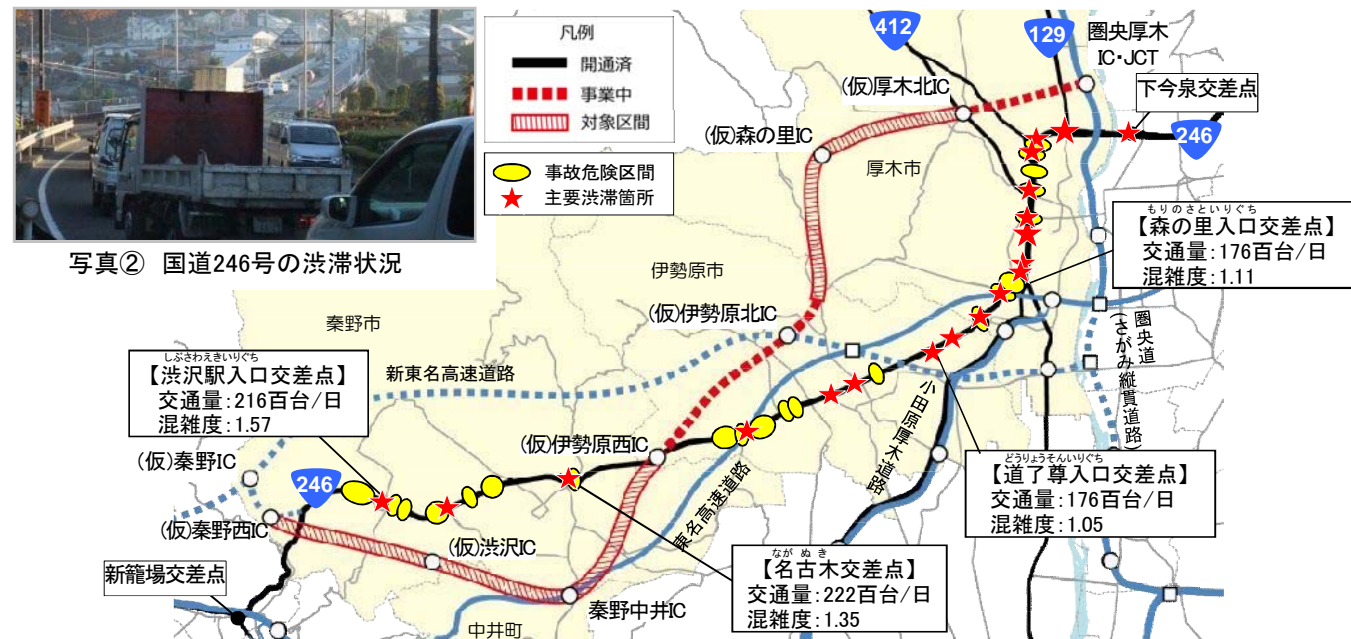 写真② 国道246号の渋滞状況
凡例
開通済
事業中
対象区間
事故危険区間
主要渋滞箇所
412
129
圏央厚木
IC・JCT
(仮)厚木北IC
下今泉交差点
246
(仮)森の里IC
厚木市
もりのさといりぐち
【森の里入口交差点】
交通量:176百台/日
混雑度:1.11
伊勢原市
(仮)伊勢原北IC
秦野市
圏央道
(さがみ縦貫道路)
しぶさわえきいりぐち
【渋沢駅入口交差点】
交通量:216百台/日
混雑度:1.57
新東名高速道路
小田原厚木道路
(仮)伊勢原西IC
(仮)秦野IC
246
東名高速道路
どうりょうそんいりぐち
【道了尊入口交差点】
交通量:176百台/日
混雑度:1.05
(仮)秦野西IC
(仮)渋沢IC
ながぬき
【名古木交差点】
交通量:222百台/日
混雑度:1.35
新籠場交差点
秦野中井IC
中井町